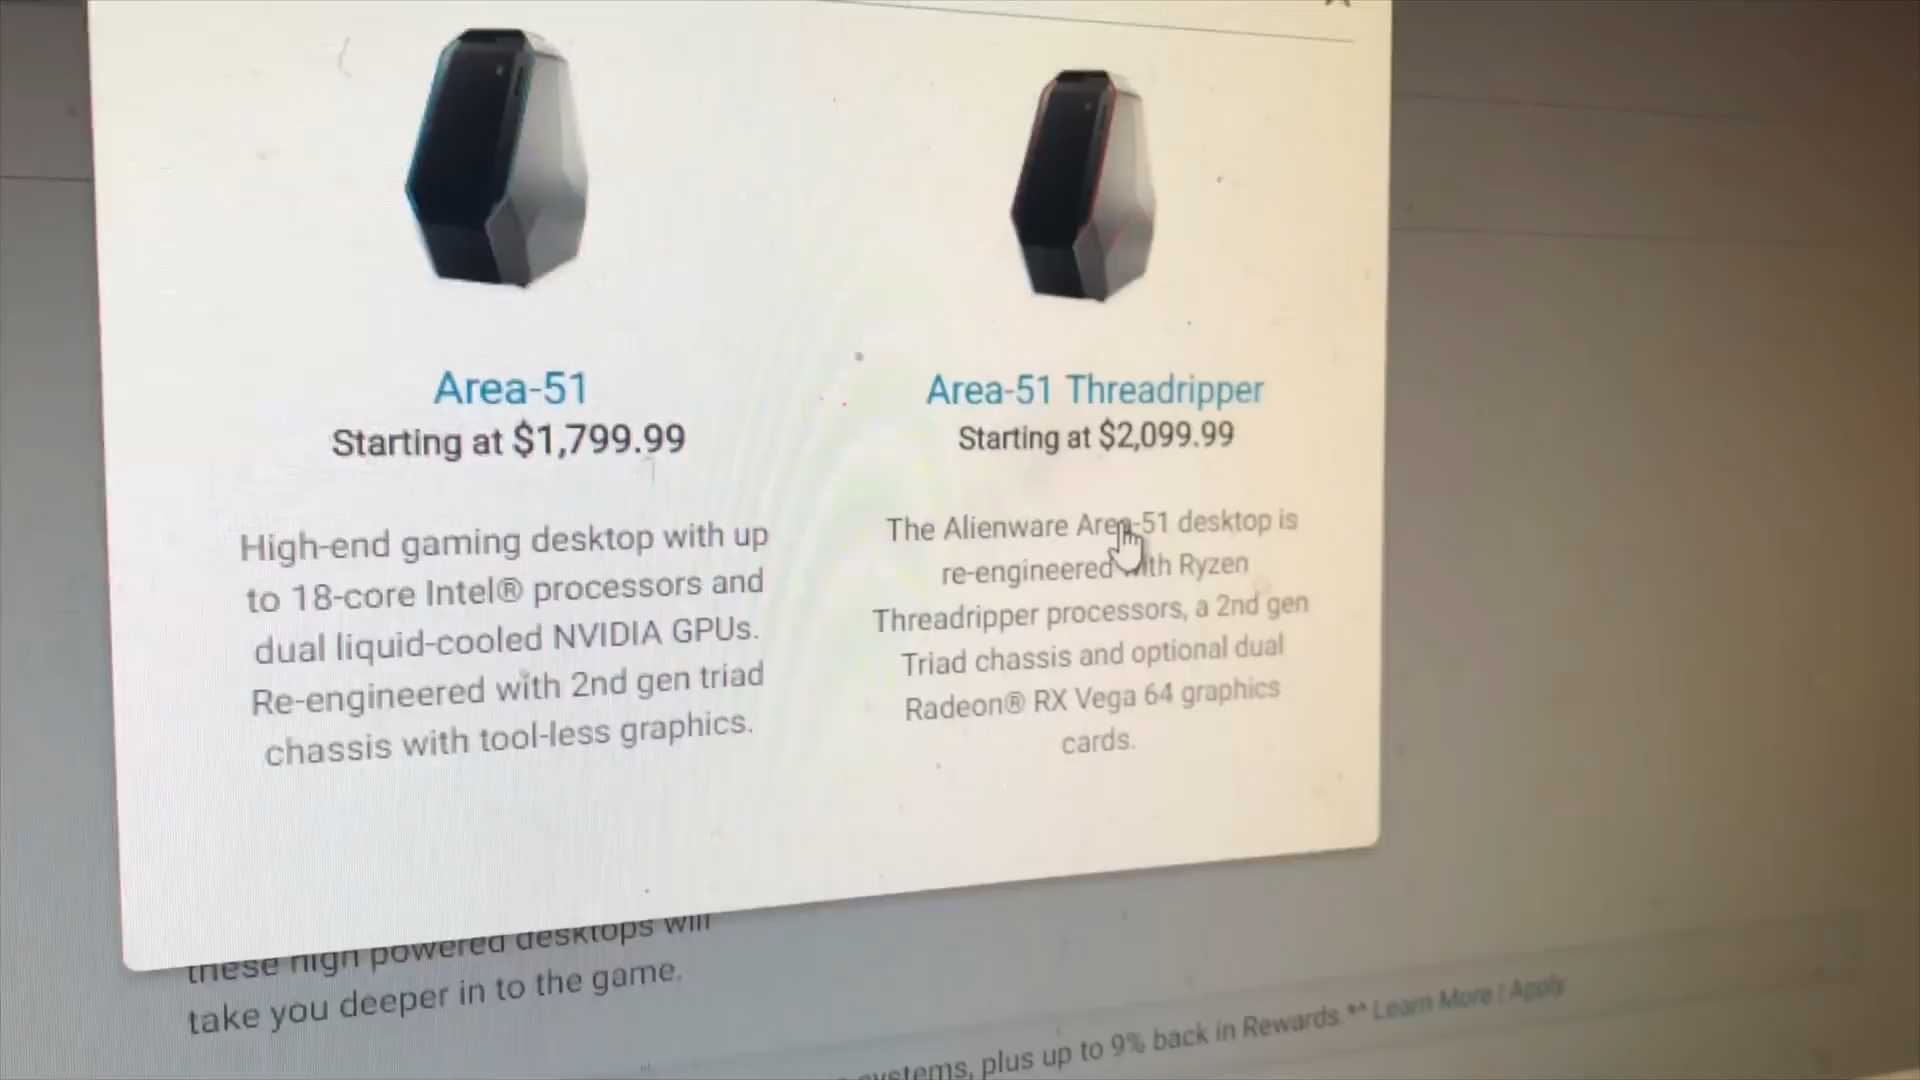 Area-51
Starting at $1,799.99
High-end gaming desktop with up
to 18-core Intel® processors and
dual liquid-cooled NVIDIA GPUs.
Re-engineered with 2nd gen triad
chassis with tool-less graphics.
Area-51 Threadripper
Starting at $2,099.99
The Alienware Area-51 desktop is
re-engineered with Ryzen
Threadripper processors, a 2nd gen
Triad chassis and optional dual
Radeon® RX Vega 64 graphics
cards.
these high powered desktops will
take you deeper in to the game.
systems, plus up to 9% back in Rewards.** Learn More | Apply